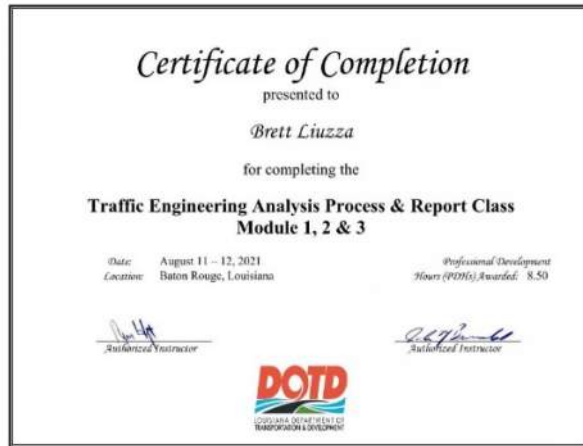 Certificate of Completion
presented to
Brett Liuzza
for completing the
Traffic Engineering Analysis Process & Report Class
Module 1, 2 & 3
Date: August 11 – 12, 2021
Location: Baton Rouge, Louisiana
Professional Development
Hours (PDHs) Awarded: 8.50
Authorized Instructor
Authorized Instructor
DOTD
LOUISIANA DEPARTMENT OF
TRANSPORTATION & DEVELOPMENT